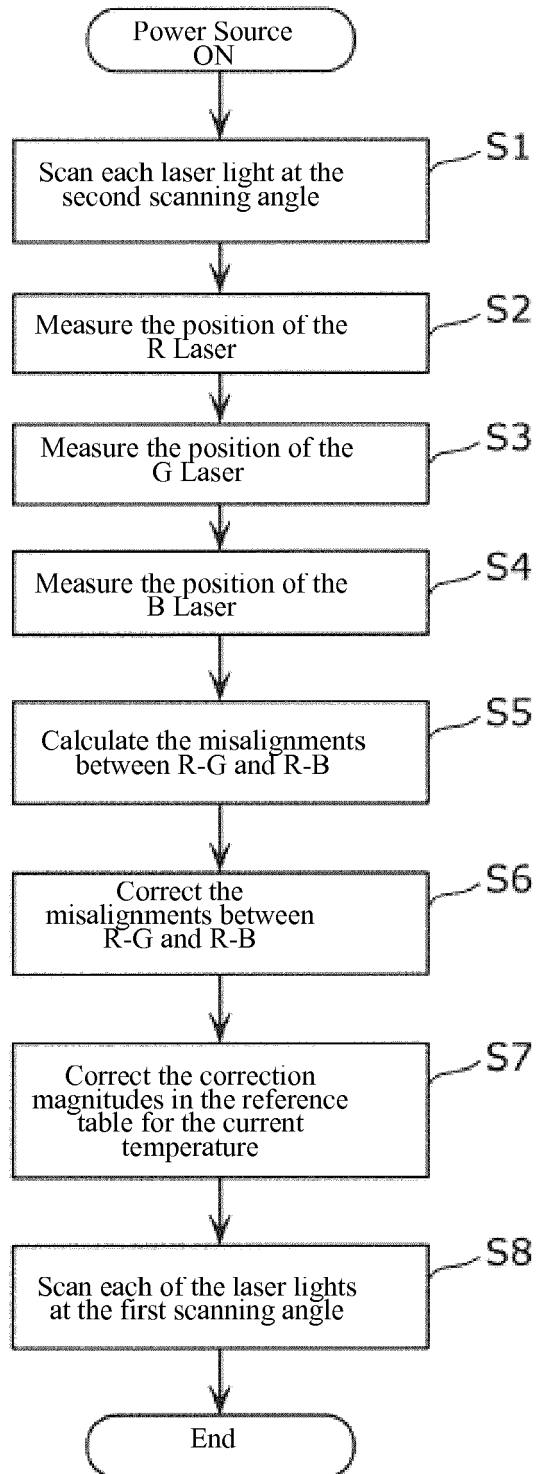 Power Source
ON
S1
Scan each laser light at the
second scanning angle
S2
Measure the position of the
R Laser
S3
Measure the position of the
G Laser
S4
Measure the position of the
B Laser
S5
Calculate the misalignments
between R-G and R-B
S6
Correct the
misalignments between
R-G and R-B
S7
Correct the correction
magnitudes in the reference
table for the current
temperature
S8
Scan each of the laser lights
at the first scanning angle
End